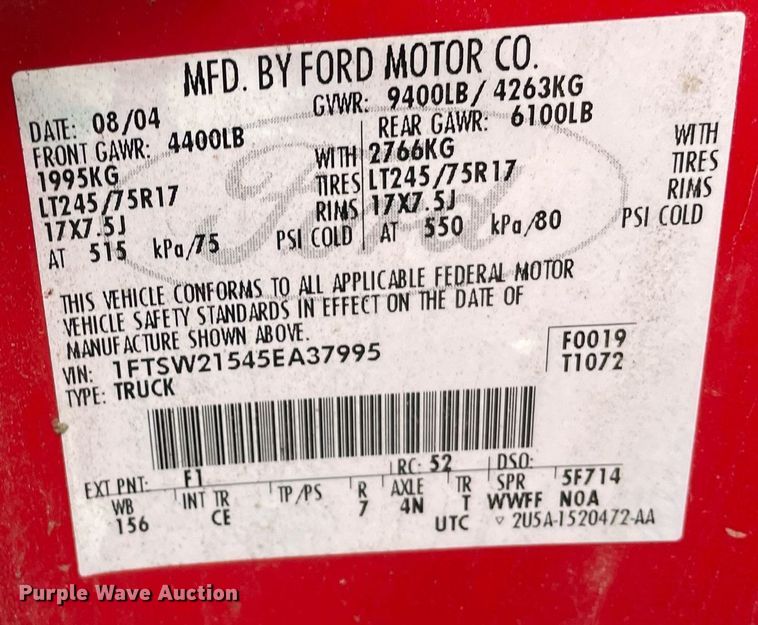 MFD. BY FORD MOTOR CO.
DATE: 08/04 GVWR: 9400LB/ 4263KG
FRONT GAWR: 4400LB REAR GAWR: 6100LB
1995KG WITH 2766KG WITH
LT245/75R17 TIRES LT245/75R17 TIRES
17X7.5J RIMS 17X7.5J RIMS
AT 515 kPa/75 PSI COLD AT 550 kPa/80 PSI COLD
Ford
THIS VEHICLE CONFORMS TO ALL APPLICABLE FEDERAL MOTOR
VEHICLE SAFETY STANDARDS IN EFFECT ON THE DATE OF
MANUFACTURE SHOWN ABOVE.
VIN: 1FTSW21545EA37995 F0019
TYPE: TRUCK T1072
EXT PNT: F1 RC: 52 DSO:
WB INT TR TP/PS R AXLE TR SPR 5F714
156 CE 7 4N T WWFF NOA
UTC ▽ 2U5A-1520472-AA
Purple Wave Auction